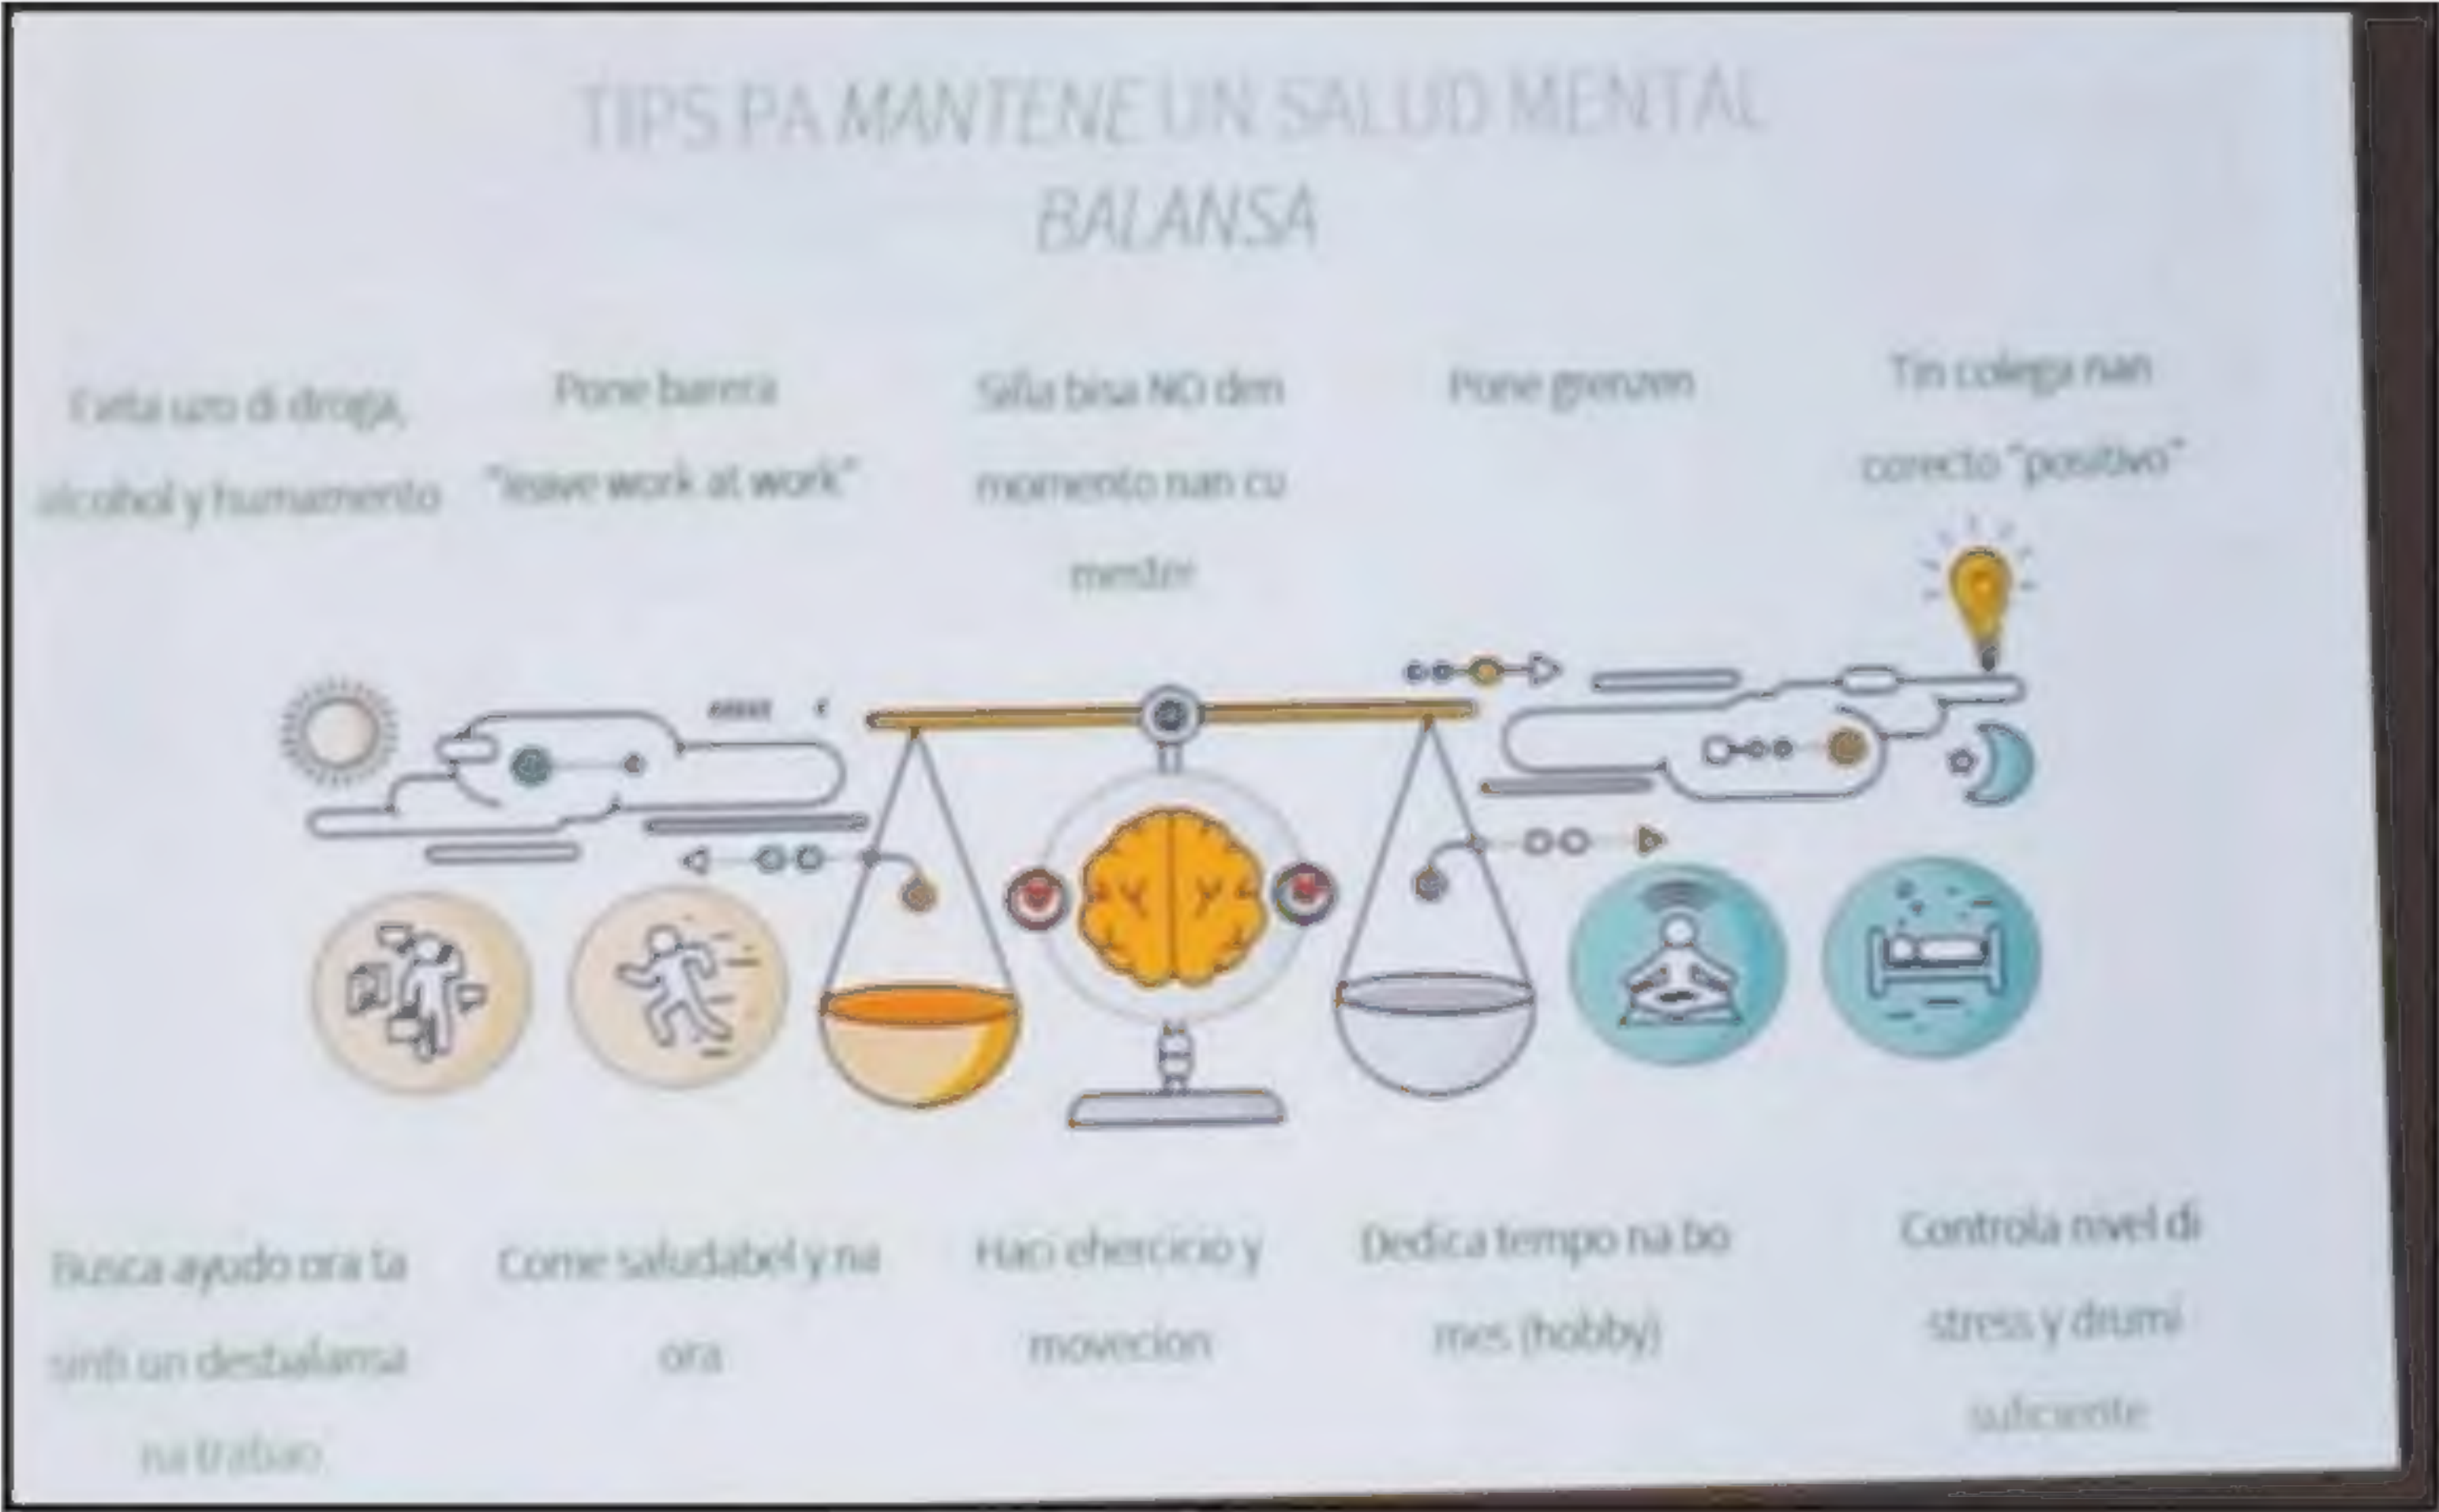 TIPS PA MANTENE UN SALUD MENTAL
BALANSA
Evita uzo di droga,
alcohol y humamento
Pone barera
"leave work at work"
Siña bisa NO den
momento nan cu
mester
Pone grenzen
Tin colega nan
corecto "positivo"
Busca ayudo ora ta
sinti un desbalansa
na trabao
Come saludabel y na
ora
Haci ehercicio y
movecion
Dedica tempo na bo
mes (hobby)
Controla nivel di
stress y drumi
suficiente